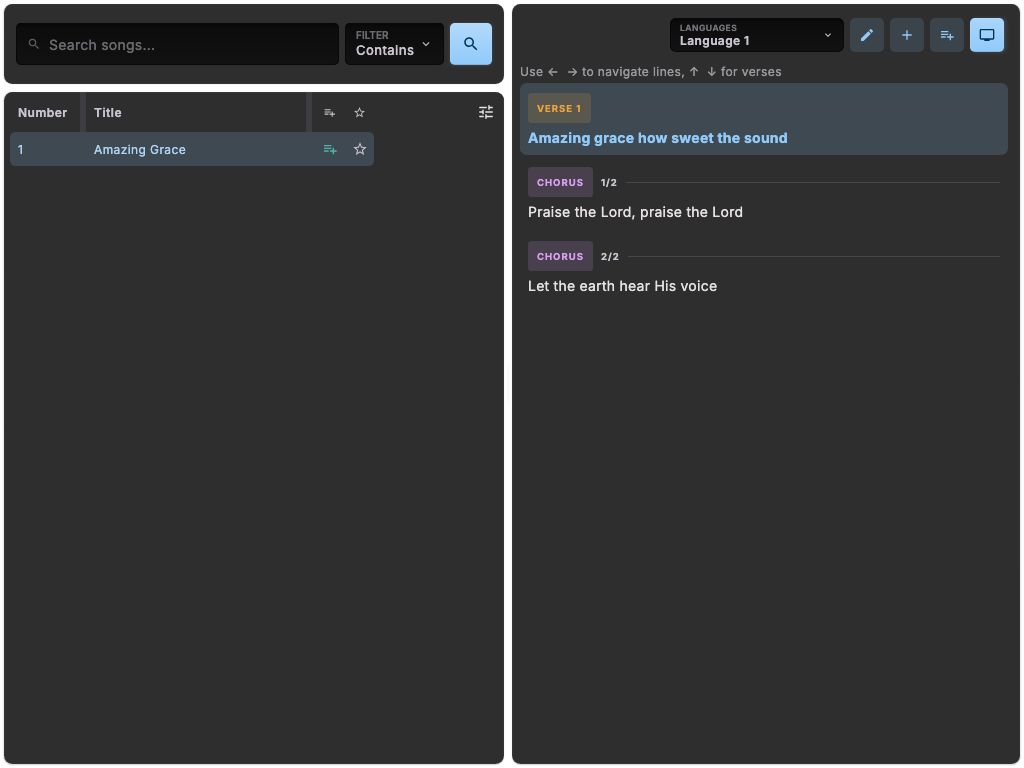 Search songs...
FILTER
Contains
Number Title
1 Amazing Grace
LANGUAGES
Language 1
Use ← → to navigate lines, ↑ ↓ for verses
VERSE 1
Amazing grace how sweet the sound
CHORUS 1/2
Praise the Lord, praise the Lord
CHORUS 2/2
Let the earth hear His voice